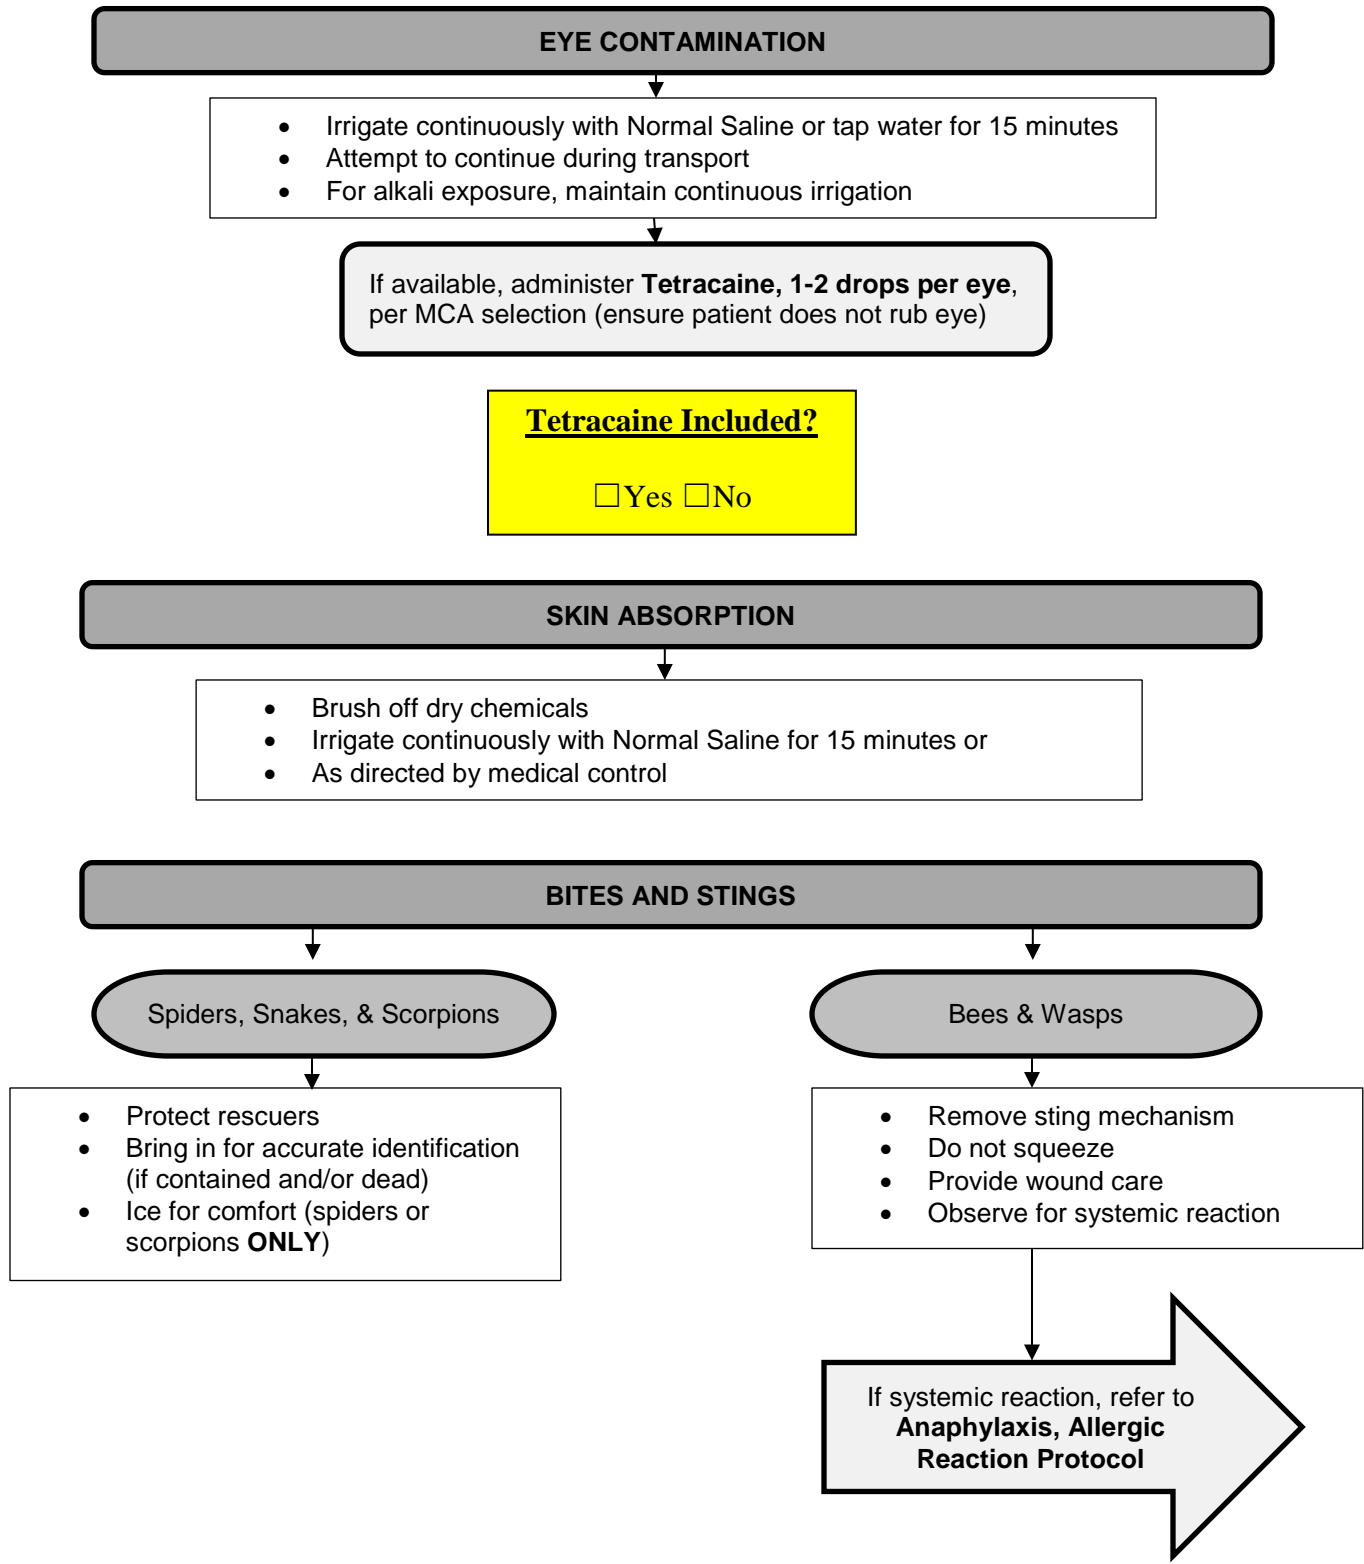 EYE CONTAMINATION
• Irrigate continuously with Normal Saline or tap water for 15 minutes
• Attempt to continue during transport
• For alkali exposure, maintain continuous irrigation
If available, administer Tetracaine, 1-2 drops per eye,
per MCA selection (ensure patient does not rub eye)
Tetracaine Included?
☐Yes ☐No
SKIN ABSORPTION
• Brush off dry chemicals
• Irrigate continuously with Normal Saline for 15 minutes or
• As directed by medical control
BITES AND STINGS
Spiders, Snakes, & Scorpions
• Protect rescuers
• Bring in for accurate identification
(if contained and/or dead)
• Ice for comfort (spiders or
scorpions ONLY)
Bees & Wasps
• Remove sting mechanism
• Do not squeeze
• Provide wound care
• Observe for systemic reaction
If systemic reaction, refer to
Anaphylaxis, Allergic
Reaction Protocol